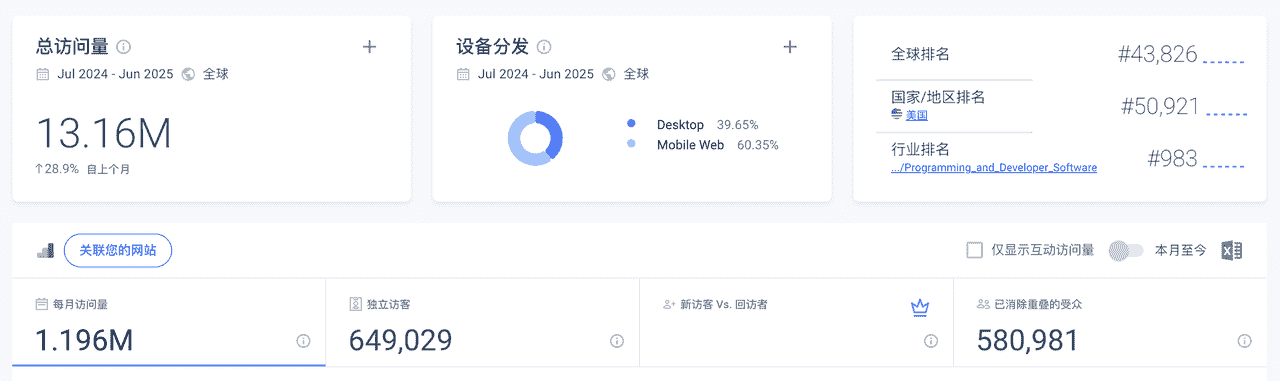 总访问量
Jul 2024 - Jun 2025 全球
13.16M
↑28.9% 自上个月
设备分发
Jul 2024 - Jun 2025 全球
Desktop 39.65%
Mobile Web 60.35%
全球排名 #43,826
国家/地区排名 #50,921
美国
行业排名 #983
.../Programming_and_Developer_Software
关联您的网站 仅显示互动访问量 本月至今
每月访问量
1.196M
独立访客
649,029
新访客 Vs. 回访者
已消除重叠的受众
580,981